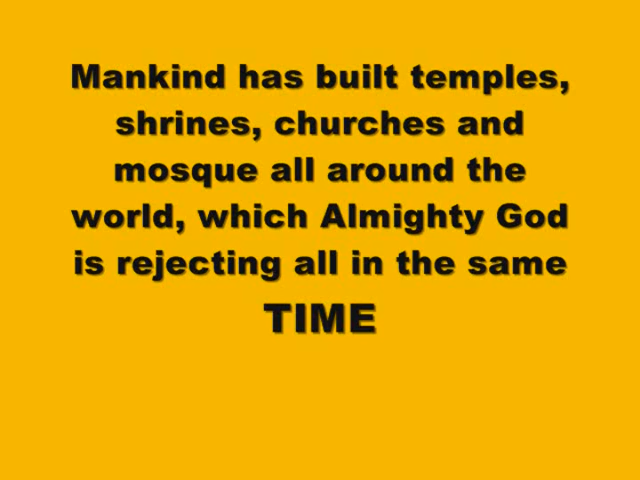 Mankind has built temples,
shrines, churches and
mosque all around the
world, which Almighty God
is rejecting all in the same
TIME